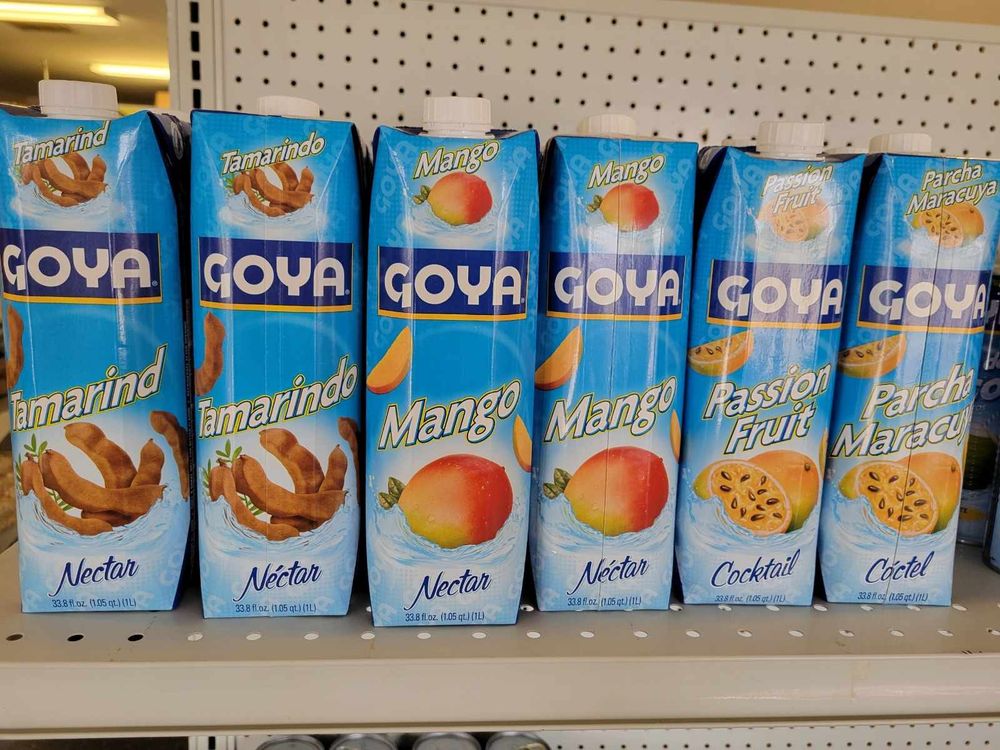 Tamarind
GOYA
Tamarind
Nectar
33.8 fl.oz. (1.05 qt.) (1L)
Tamarindo
GOYA
Tamarindo
Néctar
33.8 fl.oz. (1.05 qt.) (1L)
Mango
GOYA
Mango
Nectar
33.8 fl.oz. (1.05 qt.) (1L)
Mango
GOYA
Mango
Néctar
33.8 fl.oz. (1.05 qt.) (1L)
Passion
Fruit
GOYA
Passion
Fruit
Cocktail
33.8 fl.oz. (1.05 qt.) (1L)
Parcha
Maracuya
GOYA
Parcha
Maracuy
Cóctel
33.8 fl.oz. (1.05 qt.) (1L)